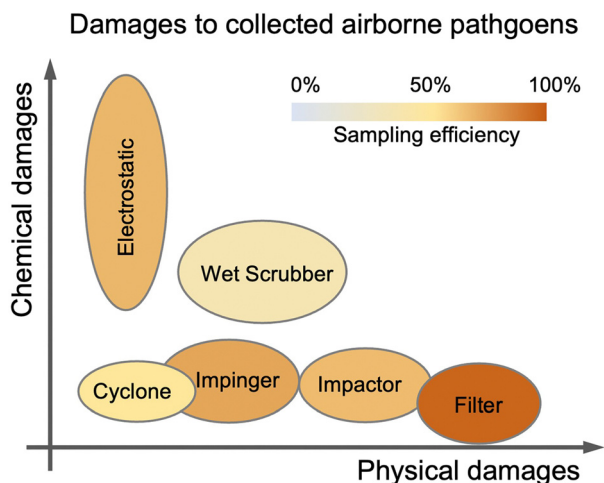 Damages to collected airborne pathgoens
0% 50% 100%
Sampling efficiency
Chemical damages
Electrostatic
Wet Scrubber
Cyclone
Impinger
Impactor
Filter
Physical damages